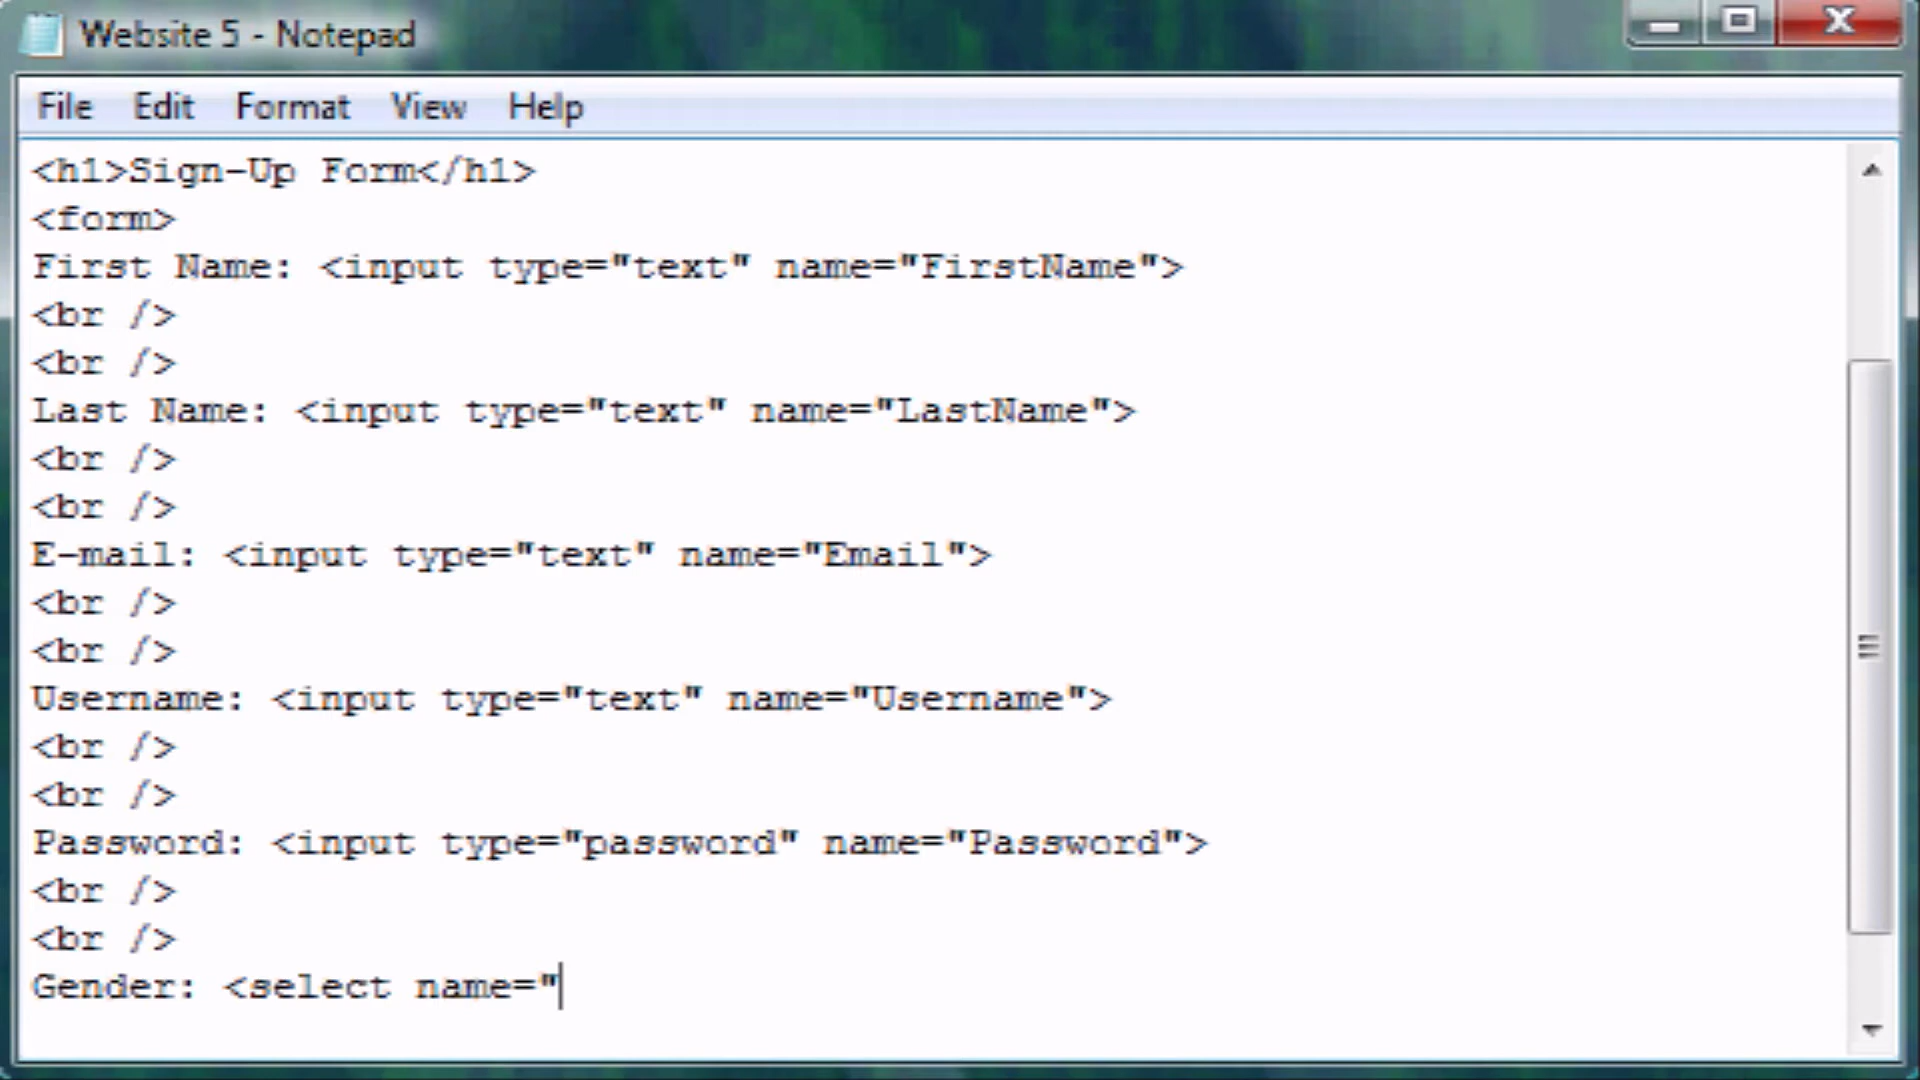 Website 5 - Notepad
File Edit Format View Help
<h1>Sign-Up Form</h1>
<form>
First Name: <input type="text" name="FirstName">
<br />
<br />
Last Name: <input type="text" name="LastName">
<br />
<br />
E-mail: <input type="text" name="Email">
<br />
<br />
Username: <input type="text" name="Username">
<br />
<br />
Password: <input type="password" name="Password">
<br />
<br />
Gender: <select name="